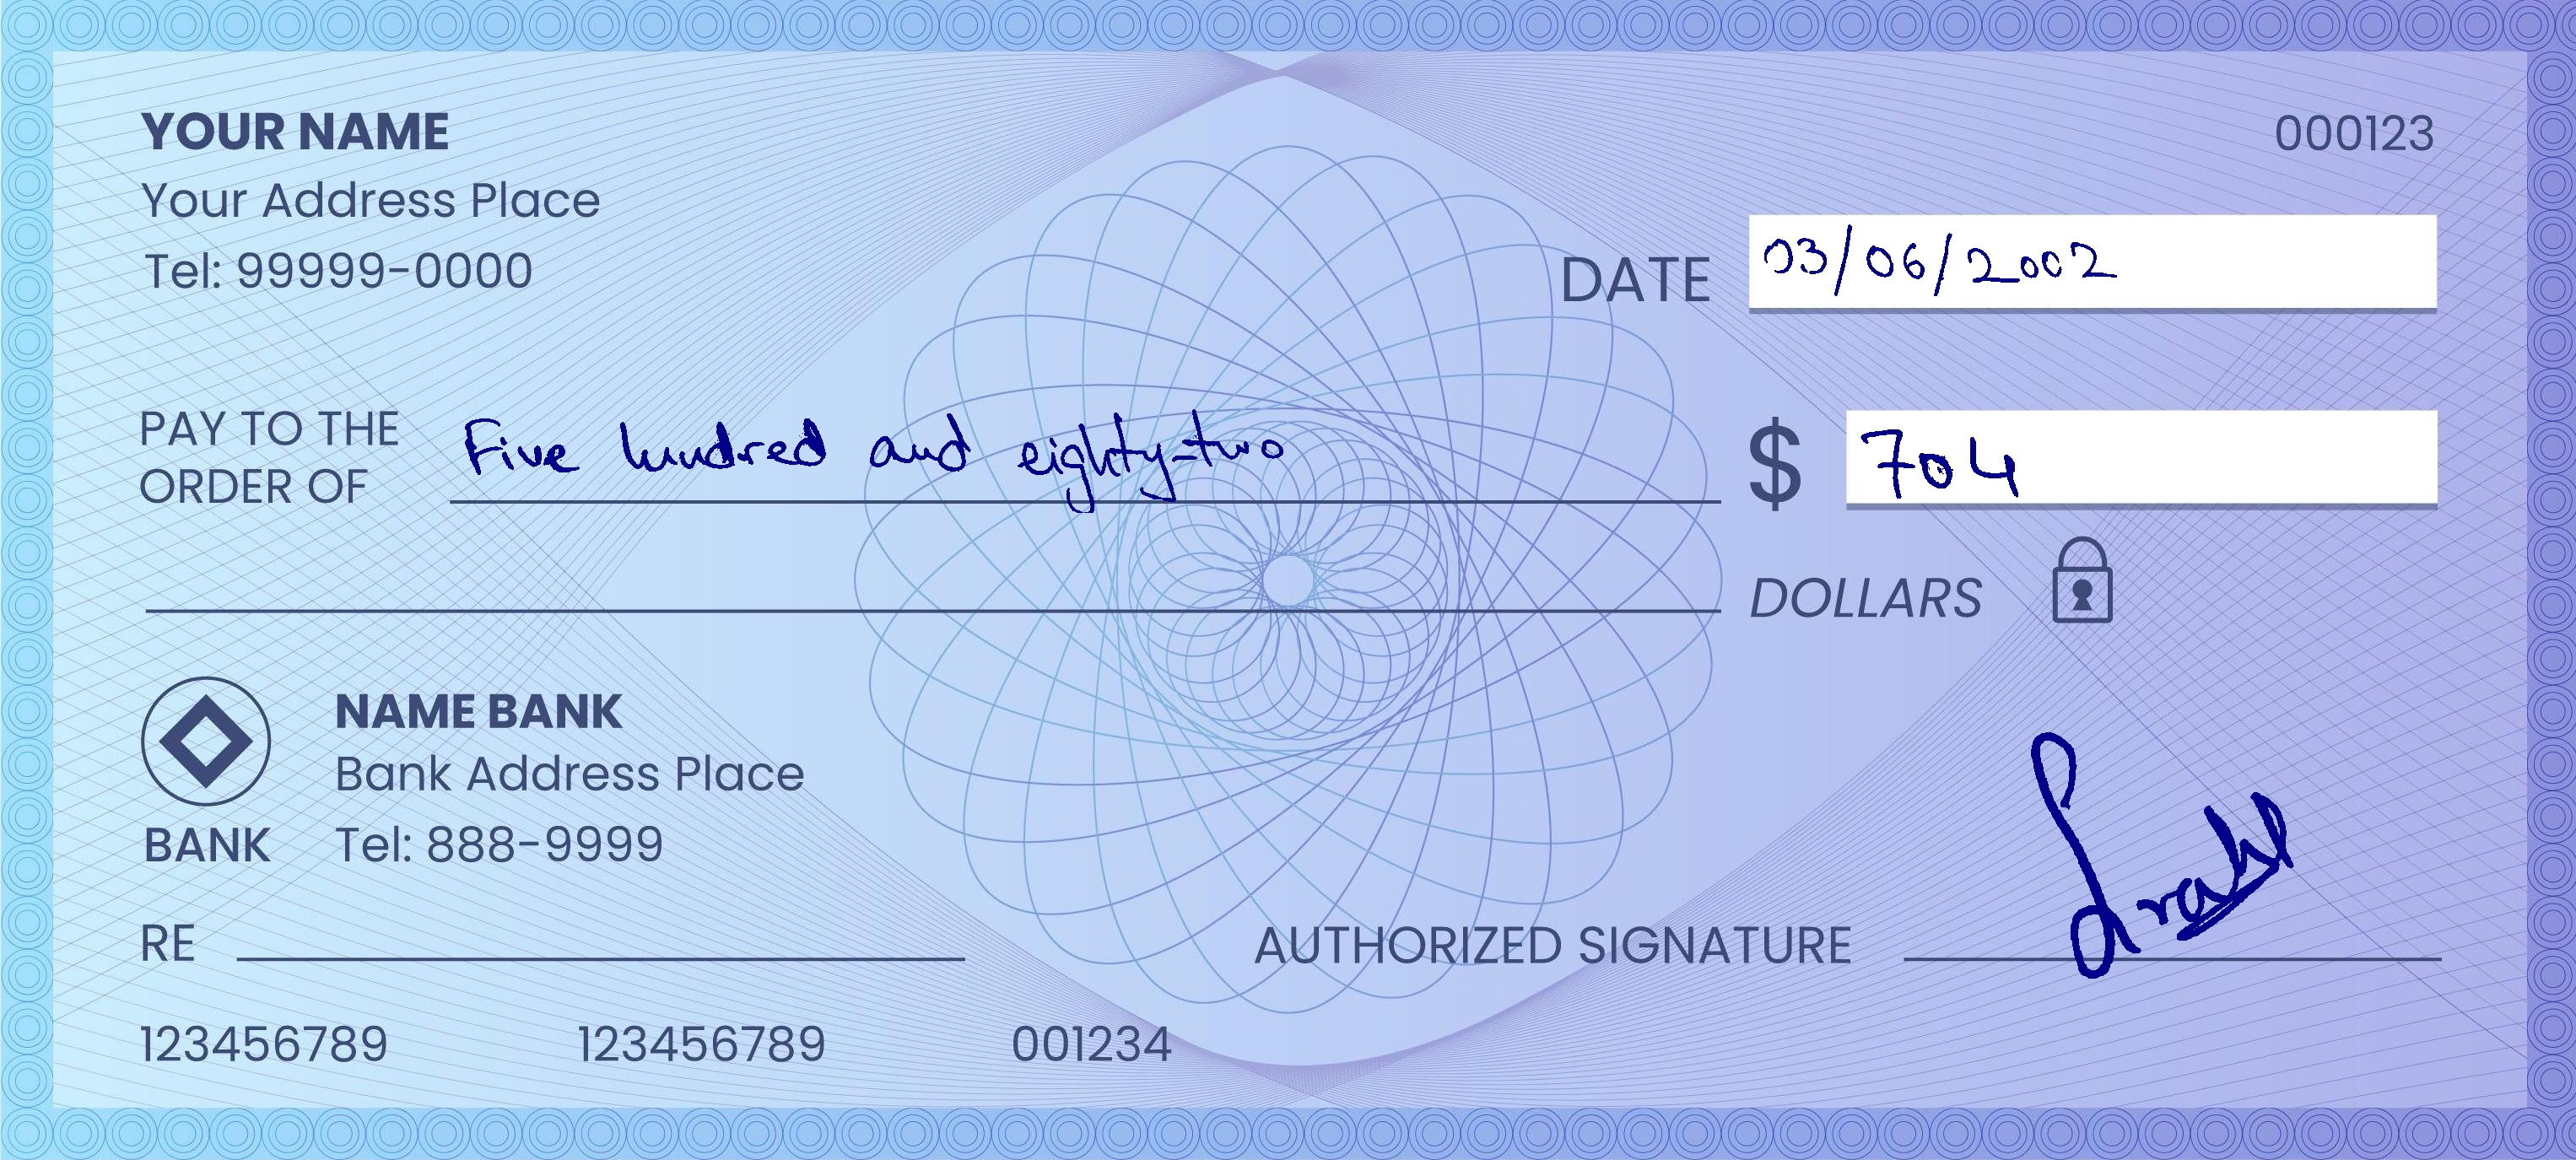 YOUR NAME
000123
Your Address Place
Tel: 99999-0000
DATE 03/06/2002
PAY TO THE
ORDER OF Five hundred and eighty-two $ 704
DOLLARS
NAME BANK
Bank Address Place
BANK Tel: 888-9999
RE
AUTHORIZED SIGNATURE
123456789 123456789 001234